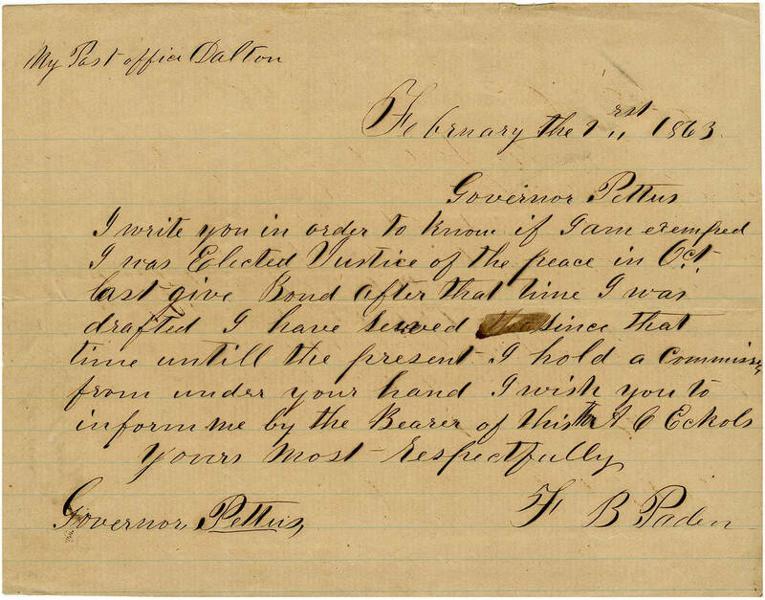 My Post office Dalton
February the 21rst 1863
Governor Pettus
I write you in order to know if I am exempted
I was Elected Justice of the peace in Oct.
last give Bond After that time I was
drafted I have served since that
time untill the present I hold a Commission
from under your hand I wish you to
inform me by the Bearer of this C Eckols
Yours Most Respectfully
Governor Pettus, F B Paden